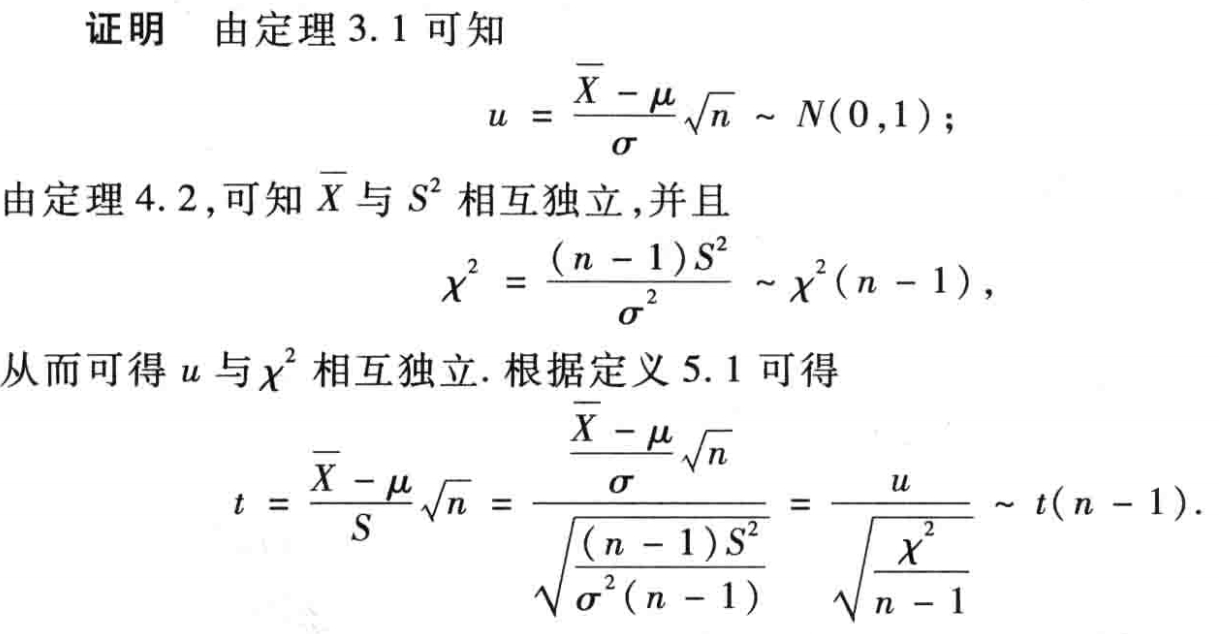 证明 由定理 3.1 可知
$$u = \frac{\overline{X} - \mu}{\sigma}\sqrt{n} \sim N(0,1);$$
由定理 4.2,可知 $\overline{X}$ 与 $S^2$ 相互独立,并且
$$\chi^2 = \frac{(n-1)S^2}{\sigma^2} \sim \chi^2(n-1),$$
从而可得 $u$ 与 $\chi^2$ 相互独立. 根据定义 5.1 可得
$$t = \frac{\overline{X} - \mu}{S}\sqrt{n} = \frac{\frac{\overline{X} - \mu}{\sigma}\sqrt{n}}{\sqrt{\frac{(n-1)S^2}{\sigma^2(n-1)}}} = \frac{u}{\sqrt{\frac{\chi^2}{n-1}}} \sim t(n-1).$$